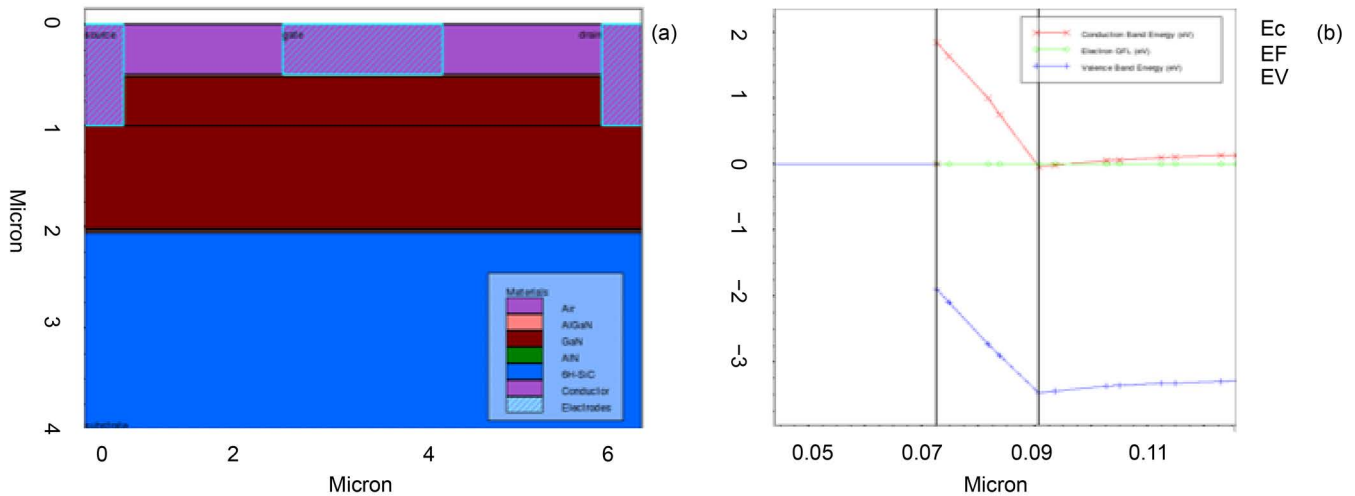 0
source
gate
drain
(a)
1
2
3
4
Micron
Materials
Air
AlGaN
GaN
AlN
6H-SiC
Conductor
Electrodes
substrate
0 2 4 6
Micron
2
1
0
−1
−2
−3
Conduction Band Energy (eV)
Electron QFL (eV)
Valence Band Energy (eV)
Ec
EF
EV
(b)
0.05 0.07 0.09 0.11
Micron